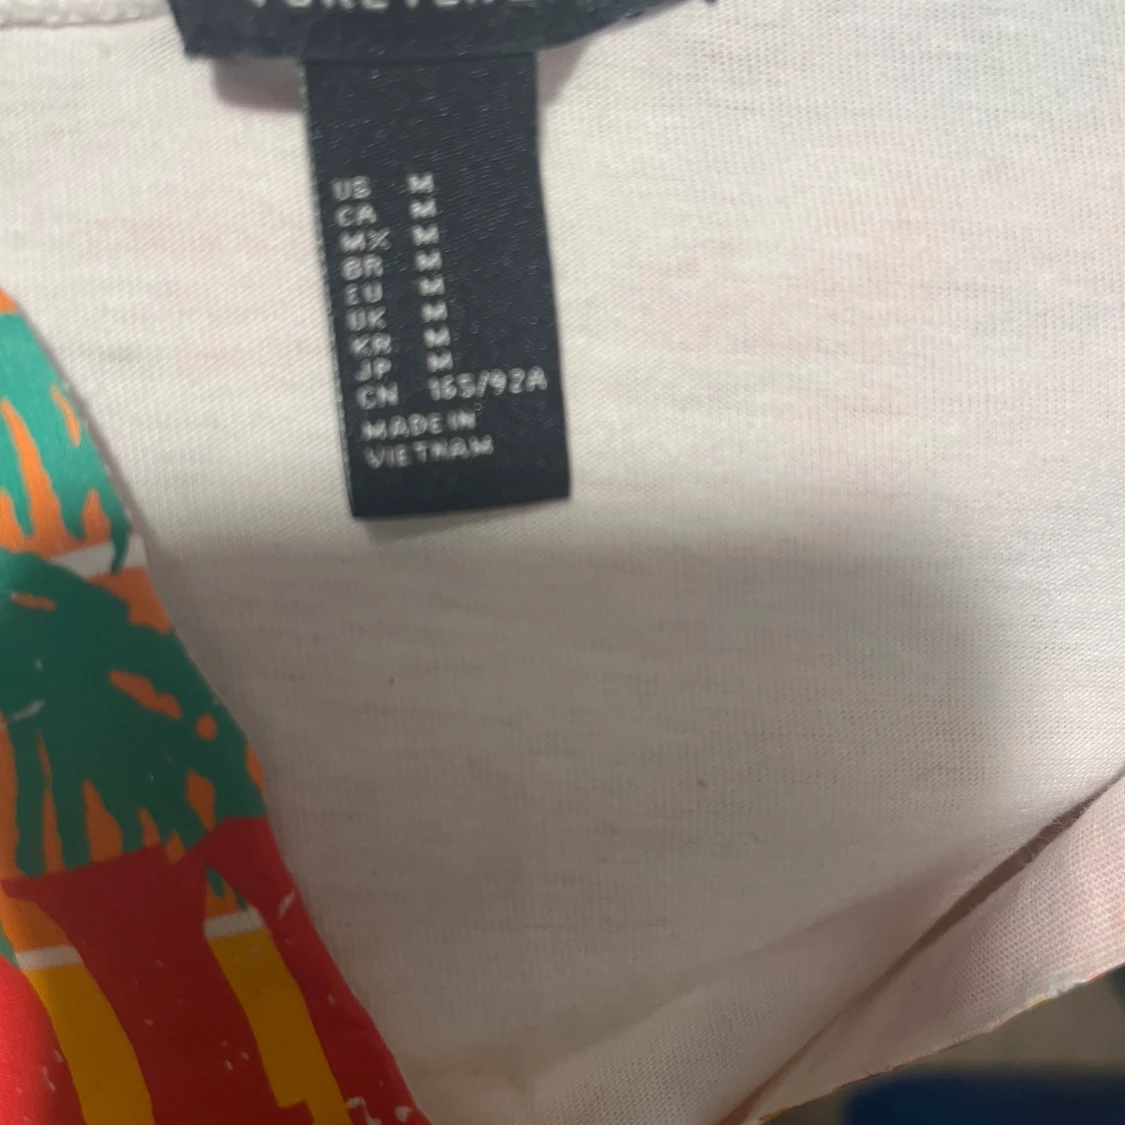 US M
CA M
MX M
BR M
EU M
UK M
KR M
JP M
CN 165/92A
MADE IN
VIETNAM